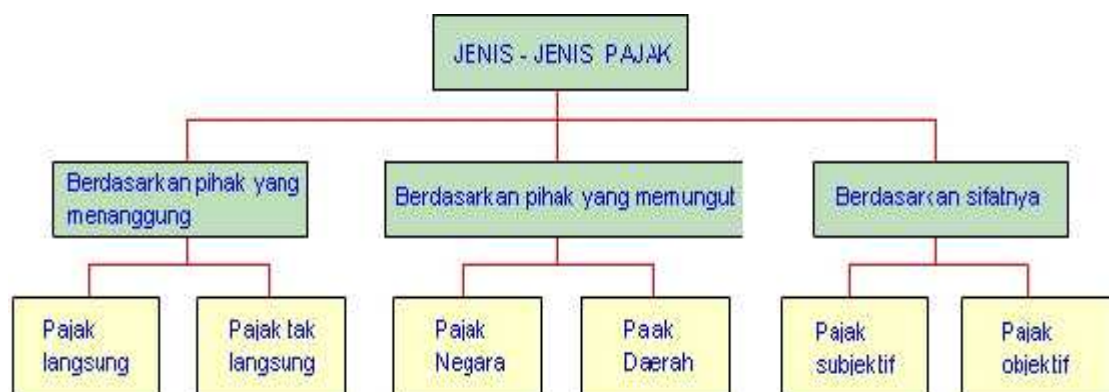 JENIS - JENIS PAJAK
Berdasarkan pihak yang
menanggung
Berdasarkan pihak yang memungut
Berdasarkan sifatnya
Pajak
langsung
Pajak tak
langsung
Pajak
Negara
Paak
Daerah
Pajak
subjektif
Pajak
objektif